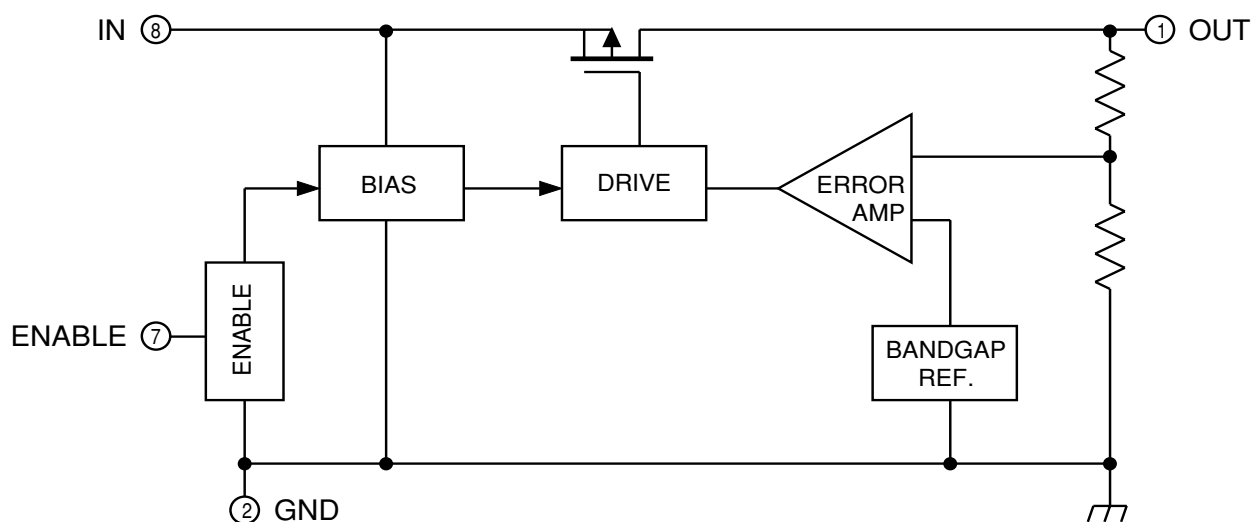 IN 8
1 OUT
BIAS
DRIVE
ERROR
AMP
ENABLE
ENABLE 7
BANDGAP
REF.
2 GND